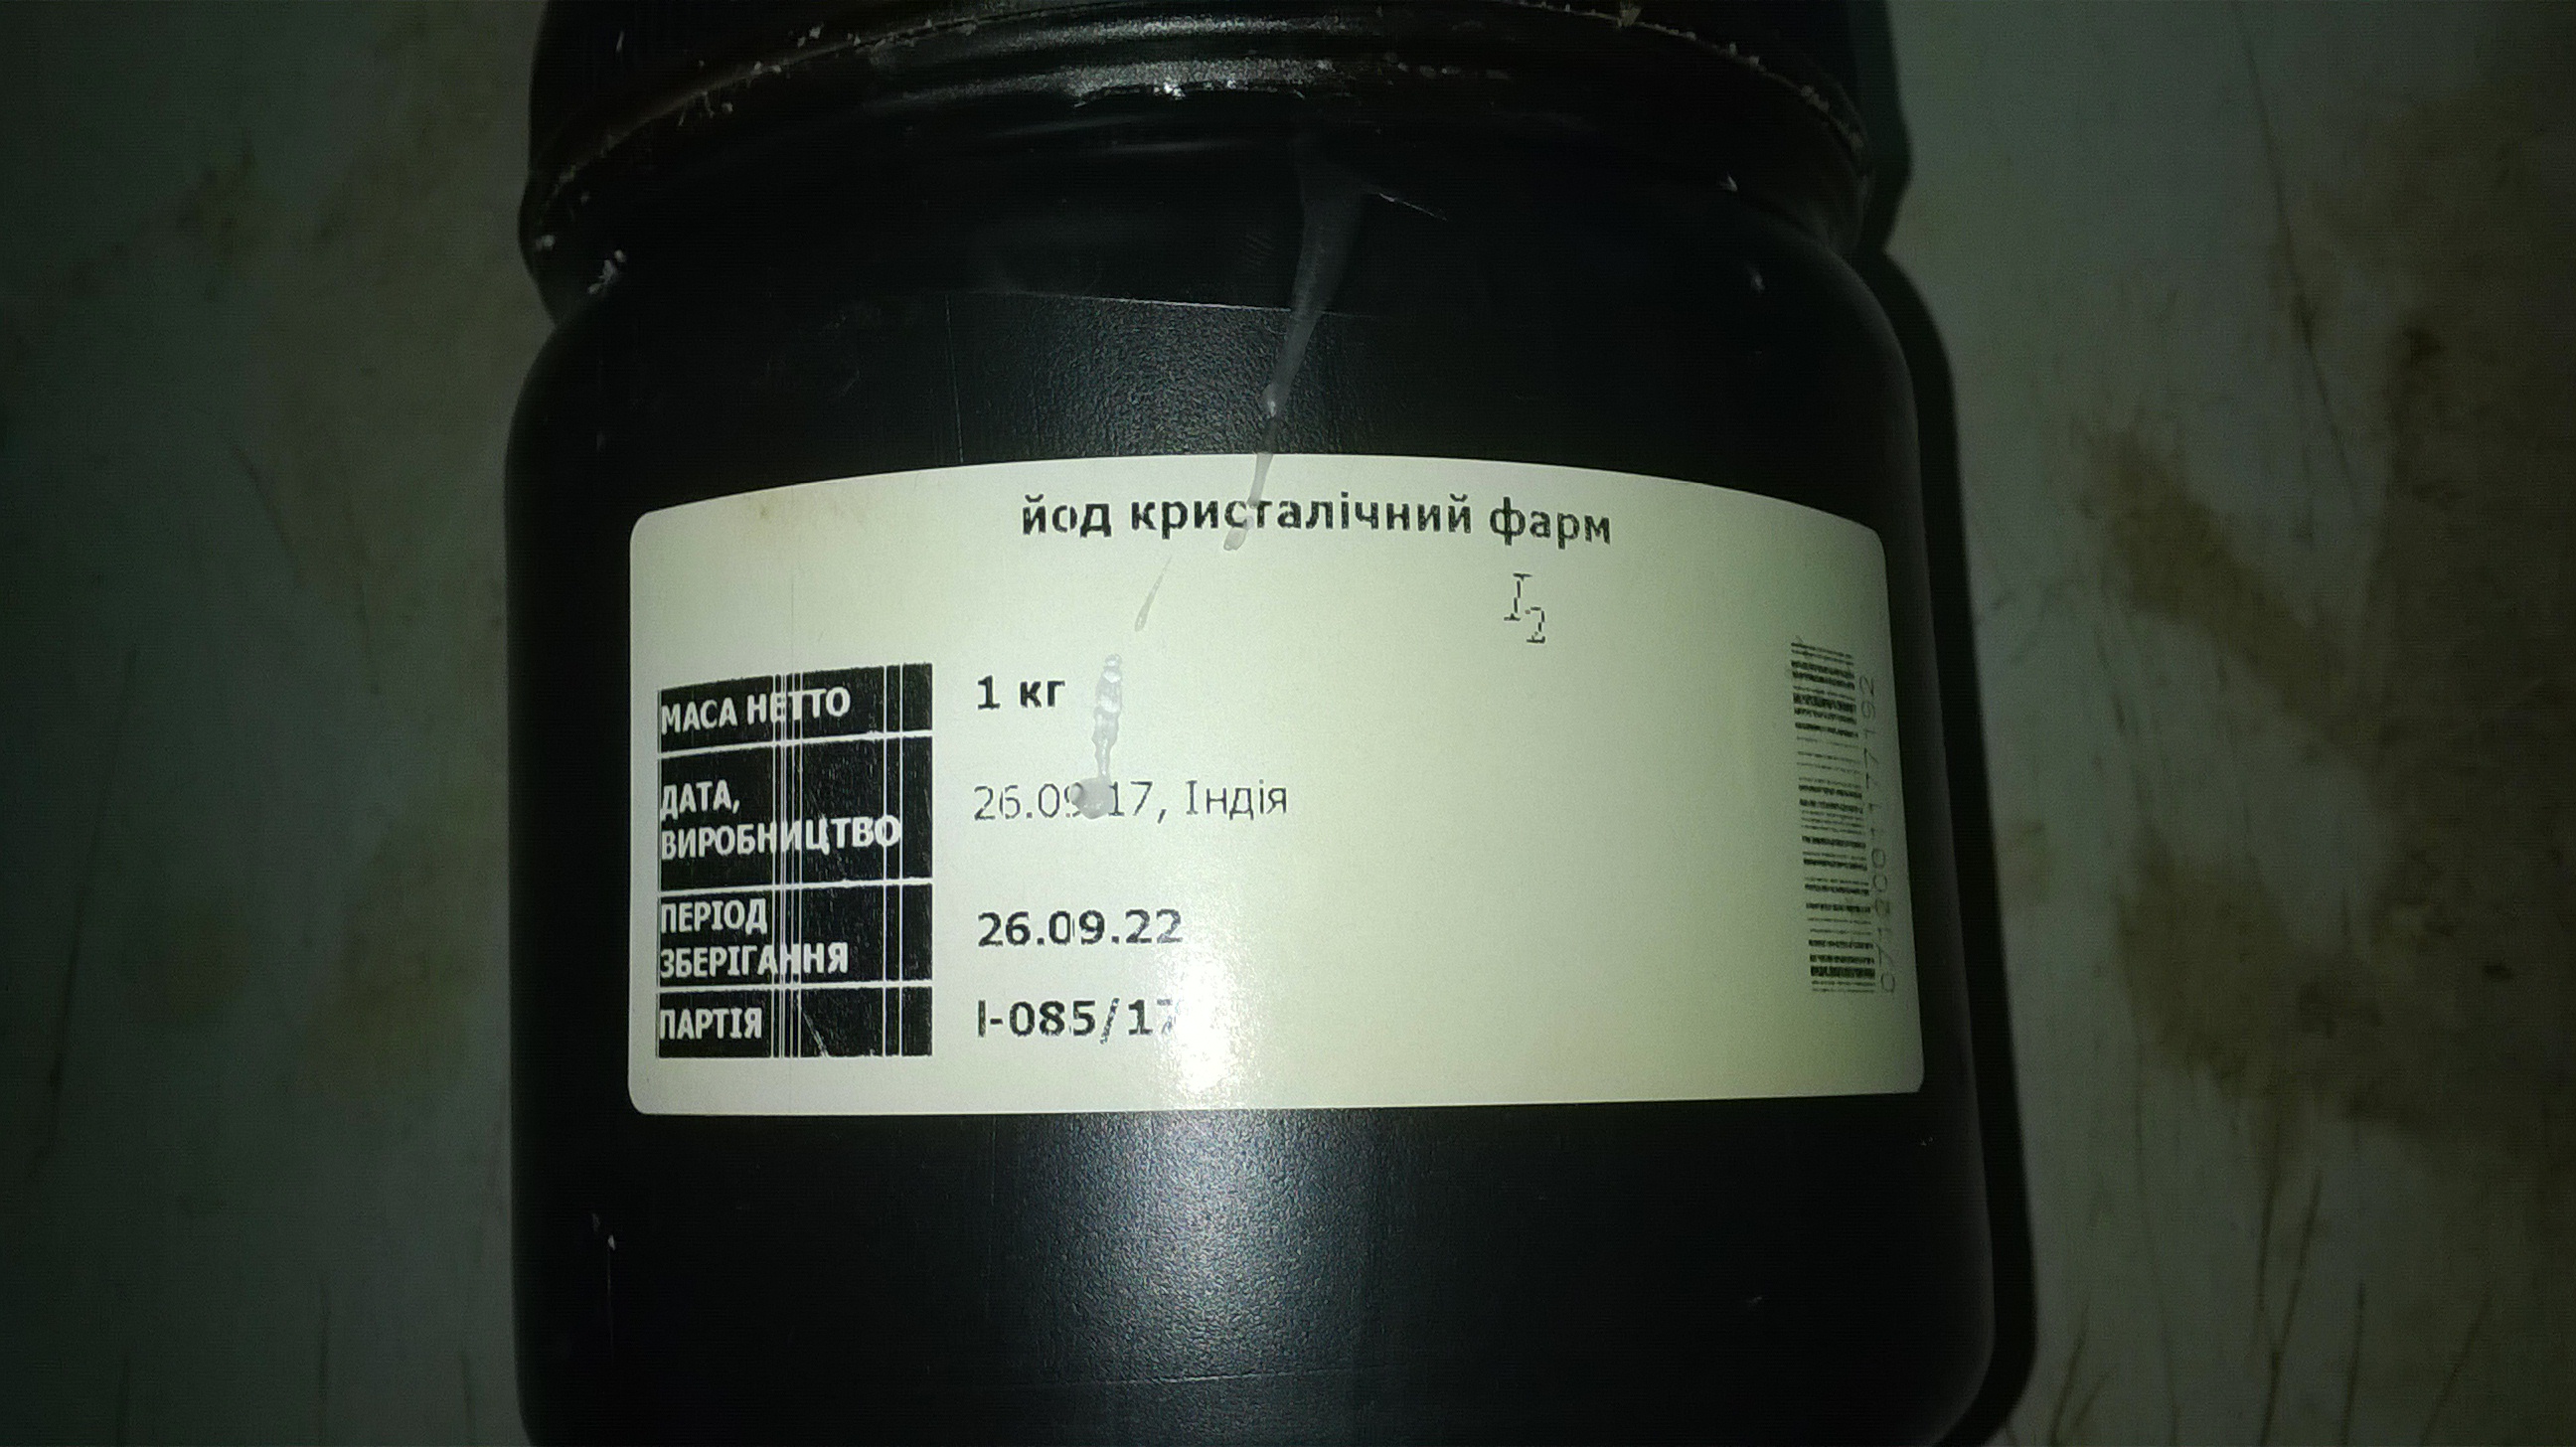 йод кристалічний фарм
I2
МАСА НЕТТО 1 кг
ДАТА,
ВИРОБНИЦТВО 26.09.17, Індія
ПЕРІОД
ЗБЕРІГАННЯ 26.09.22
ПАРТІЯ I-085/17